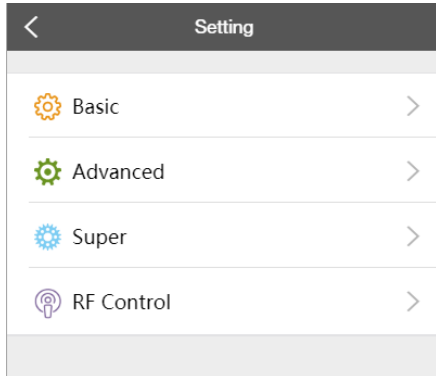 Setting
Basic
Advanced
Super
RF Control